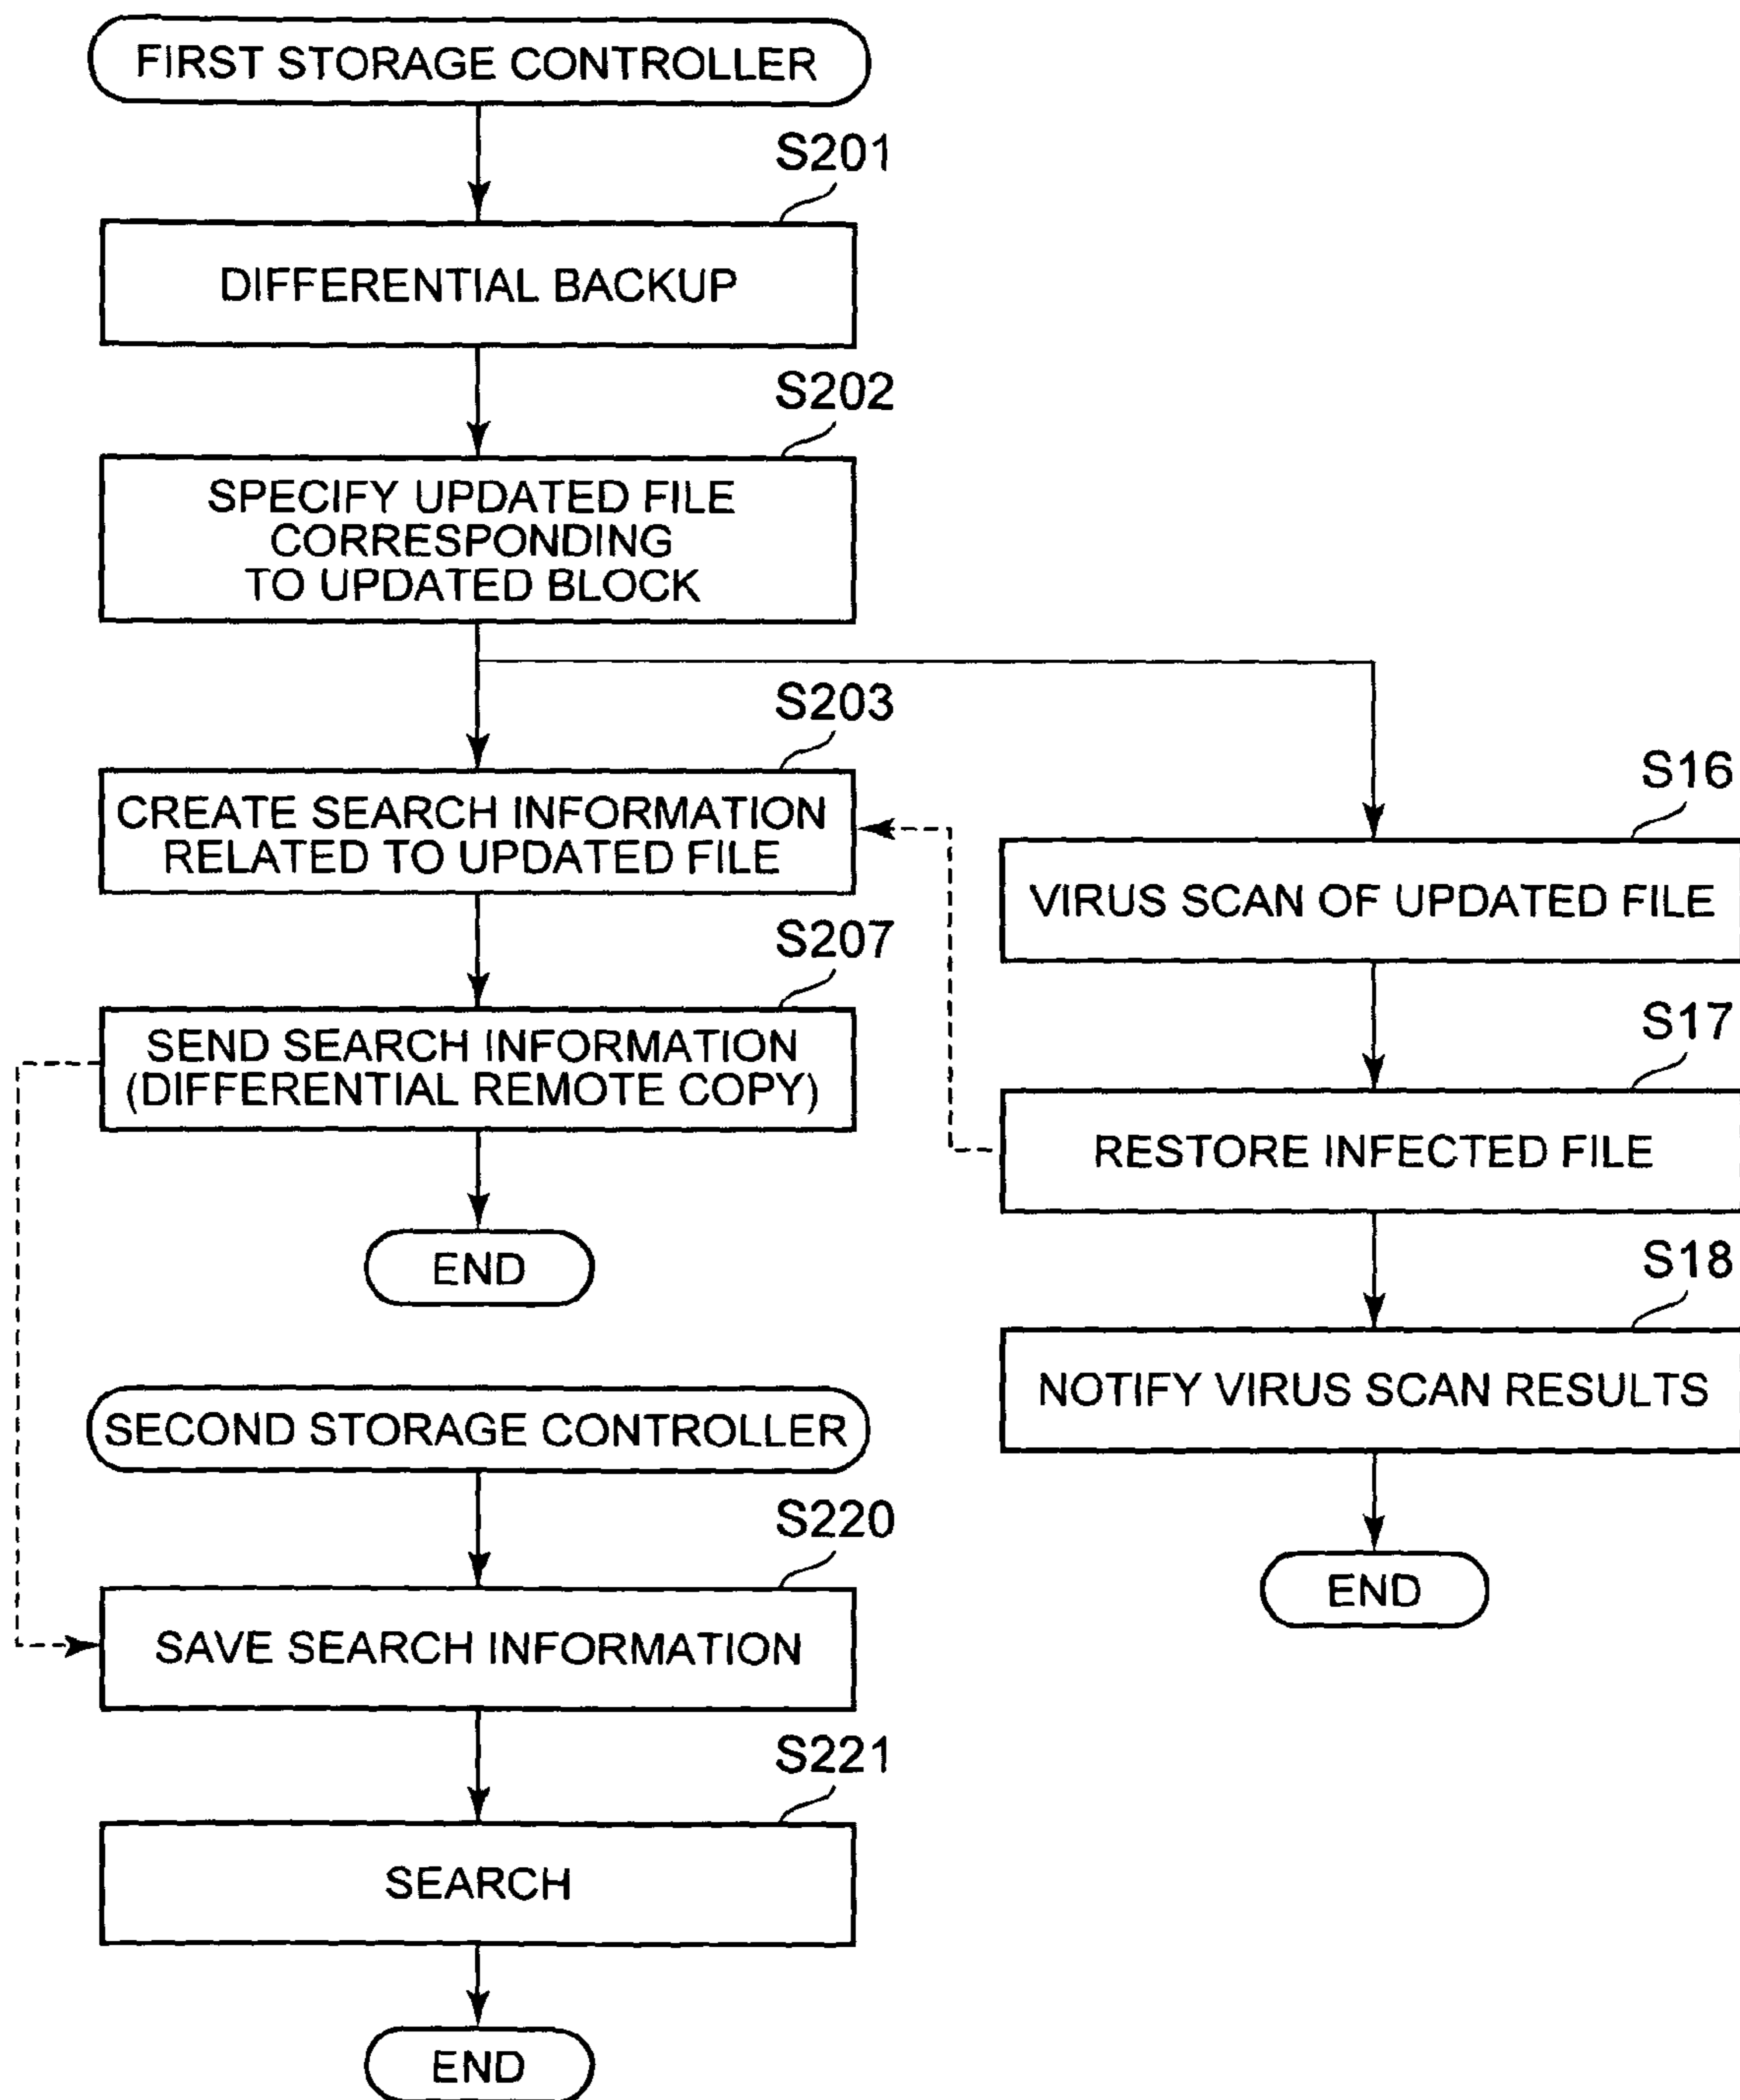 FIRST STORAGE CONTROLLER
S201
DIFFERENTIAL BACKUP
S202
SPECIFY UPDATED FILE
CORRESPONDING
TO UPDATED BLOCK
S203
CREATE SEARCH INFORMATION
RELATED TO UPDATED FILE
S207
SEND SEARCH INFORMATION
(DIFFERENTIAL REMOTE COPY)
END
S16
VIRUS SCAN OF UPDATED FILE
S17
RESTORE INFECTED FILE
S18
NOTIFY VIRUS SCAN RESULTS
END
SECOND STORAGE CONTROLLER
S220
SAVE SEARCH INFORMATION
S221
SEARCH
END